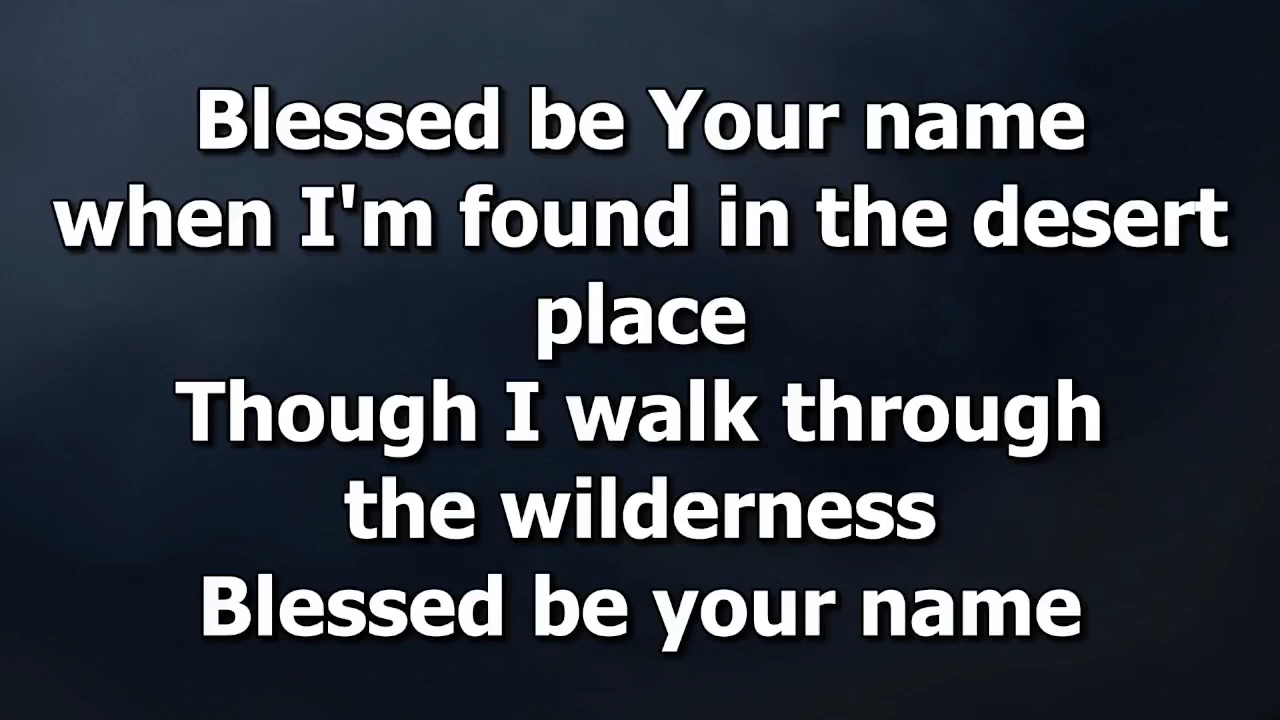 Blessed be Your name
when I'm found in the desert
place
Though I walk through
the wilderness
Blessed be your name